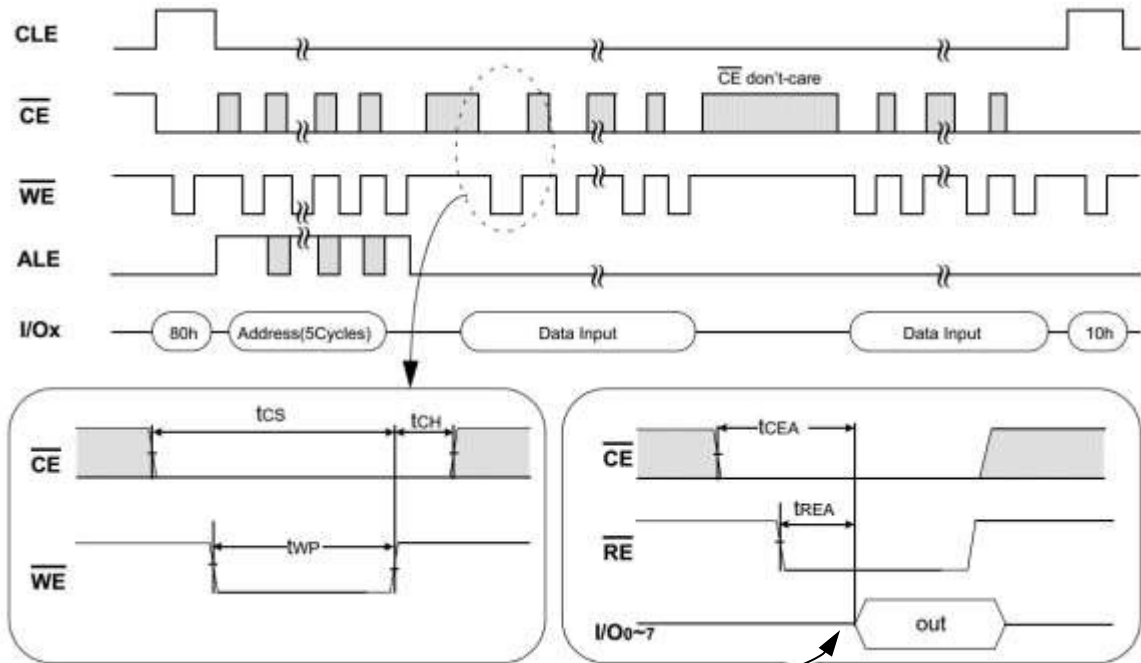 CLE
CE don't-care
CE
WE
ALE
I/Ox
80h
Address(5Cycles)
Data Input
Data Input
10h
tCS
tCH
CE
tWP
WE
tCEA
CE
tREA
RE
I/O0~7
out